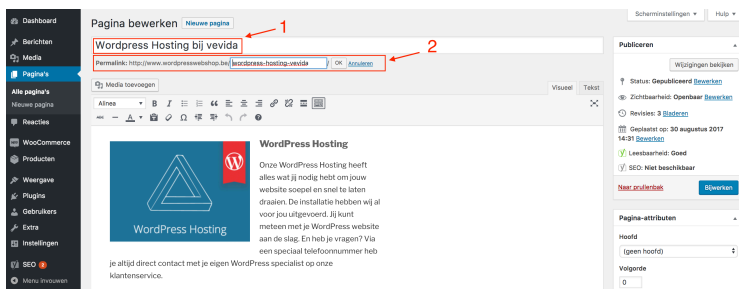 Scherminstellingen ▼ Hulp ▼
Dashboard
Berichten
Media
Pagina's
Alle pagina's
Nieuwe pagina
Reacties
WooCommerce
Producten
Weergave
Plugins
Gebruikers
Extra
Instellingen
SEO 2
Menu invouwen
Pagina bewerken Nieuwe pagina
1
Wordpress Hosting bij vevida
2
Permalink: http://www.wordpresswebshop.be/ wordpress-hosting-vevida / OK Annuleren
Media toevoegen
Visueel Tekst
Alinea
WordPress Hosting
WordPress Hosting
Onze WordPress Hosting heeft
alles wat jij nodig hebt om jouw
website soepel en snel te laten
draaien. De installatie hebben wij al
voor jou uitgevoerd. Jij kunt
meteen met je WordPress website
aan de slag. En heb je vragen? Via
een speciaal telefoonnummer heb
je altijd direct contact met je eigen WordPress specialist op onze
klantenservice.
Publiceren
Wijzigingen bekijken
Status: Gepubliceerd Bewerken
Zichtbaarheid: Openbaar Bewerken
Revisies: 3 Bladeren
Geplaatst op: 30 augustus 2017
14:31 Bewerken
Leesbaarheid: Goed
SEO: Niet beschikbaar
Naar prullenbak Bijwerken
Pagina-attributen
Hoofd
(geen hoofd)
Volgorde
0